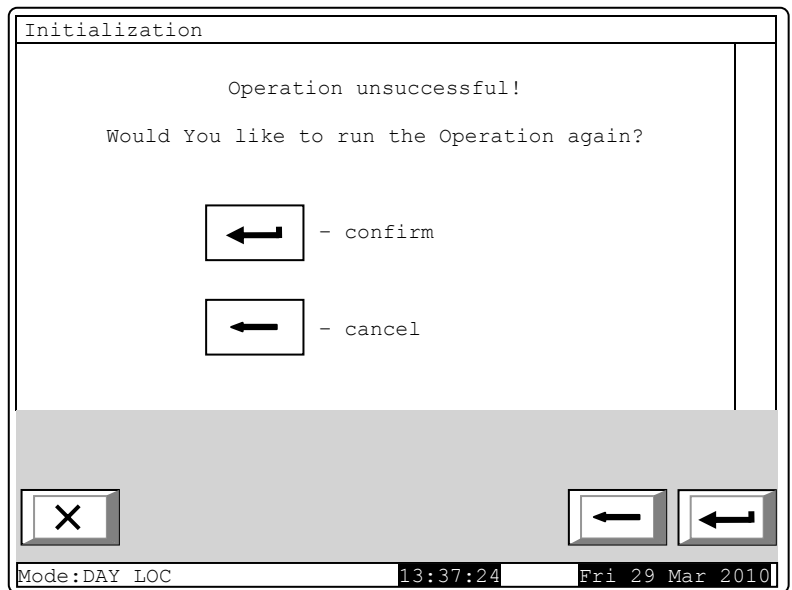 Initialization
Operation unsuccessful!
Would You like to run the Operation again?
- confirm
- cancel
Mode:DAY LOC 13:37:24 Fri 29 Mar 2010